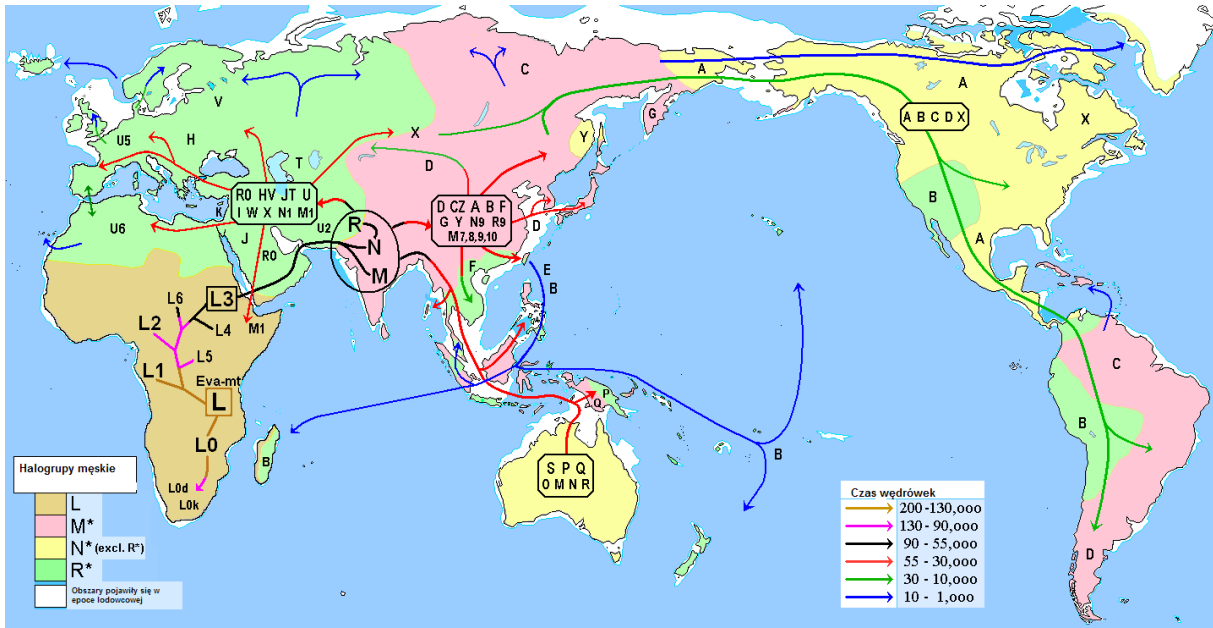 C
A
A
V
G
A B C D X
X
X
Y
U5
H
T
D
B
R0 HV JT U
I W X N1 M1
K
D CZ A B F
G Y N9 R9
M7,8,9,10
R
N
M
U2
D
U6
J
R0
A
F
E
B
L6
L3
L4
M1
L2
L5
C
L1
Eva-mt
L
P
Q
B
L0
B
B
S P Q
O M N R
L0d
L0k
D
Halogrupy męskie
L
M*
N* (excl. R*)
R*
Obszary pojawiły się w
epoce lodowcowej
Czas wędrówek
200 -130,000
130 - 90,000
90 - 55,000
55 - 30,000
30 - 10,000
10 - 1,000